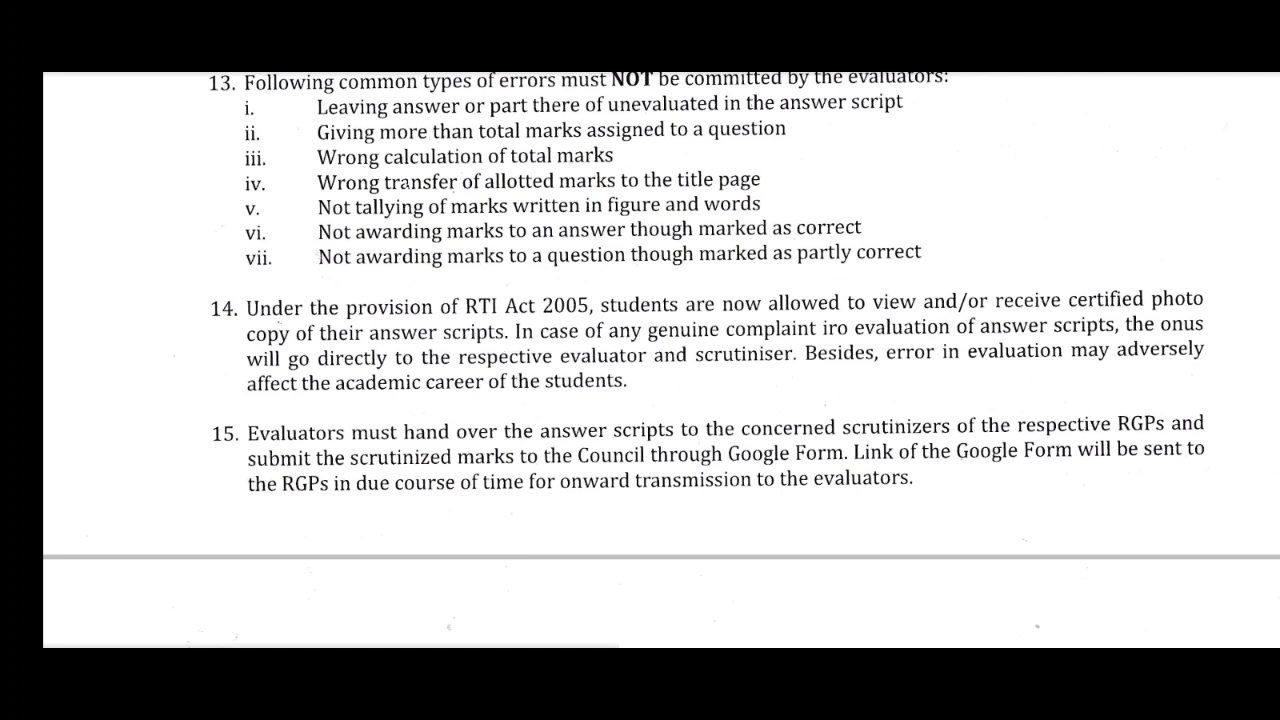 13. Following common types of errors must NOT be committed by the evaluators:
i. Leaving answer or part there of unevaluated in the answer script
ii. Giving more than total marks assigned to a question
iii. Wrong calculation of total marks
iv. Wrong transfer of allotted marks to the title page
v. Not tallying of marks written in figure and words
vi. Not awarding marks to an answer though marked as correct
vii. Not awarding marks to a question though marked as partly correct
14. Under the provision of RTI Act 2005, students are now allowed to view and/or receive certified photo
copy of their answer scripts. In case of any genuine complaint iro evaluation of answer scripts, the onus
will go directly to the respective evaluator and scrutiniser. Besides, error in evaluation may adversely
affect the academic career of the students.
15. Evaluators must hand over the answer scripts to the concerned scrutinizers of the respective RGPs and
submit the scrutinized marks to the Council through Google Form. Link of the Google Form will be sent to
the RGPs in due course of time for onward transmission to the evaluators.